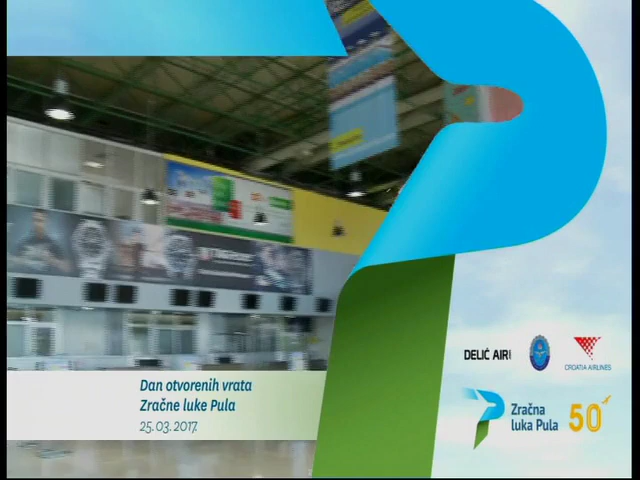 Dan otvorenih vrata
Zračne luke Pula
25. 03. 2017.
DELIĆ AIR
CROATIA AIRLINES
Zračna
luka Pula
50